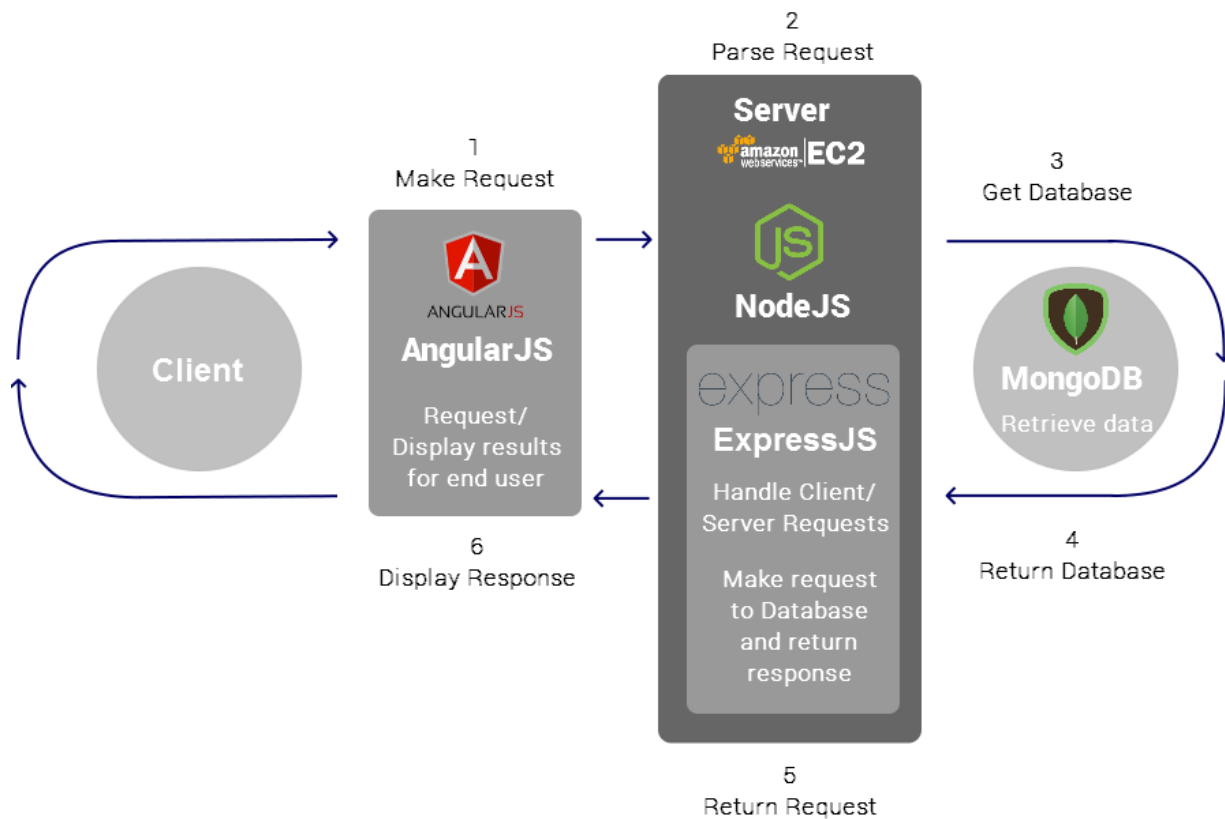 2
Parse Request
Server
amazon
webservices™
EC2
1
Make Request
3
Get Database
JS
NodeJS
A
ANGULARJS
AngularJS
Request/
Display results
for end user
Client
express
ExpressJS
Handle Client/
Server Requests
Make request
to Database
and return
response
MongoDB
Retrieve data
6
Display Response
4
Return Database
5
Return Request